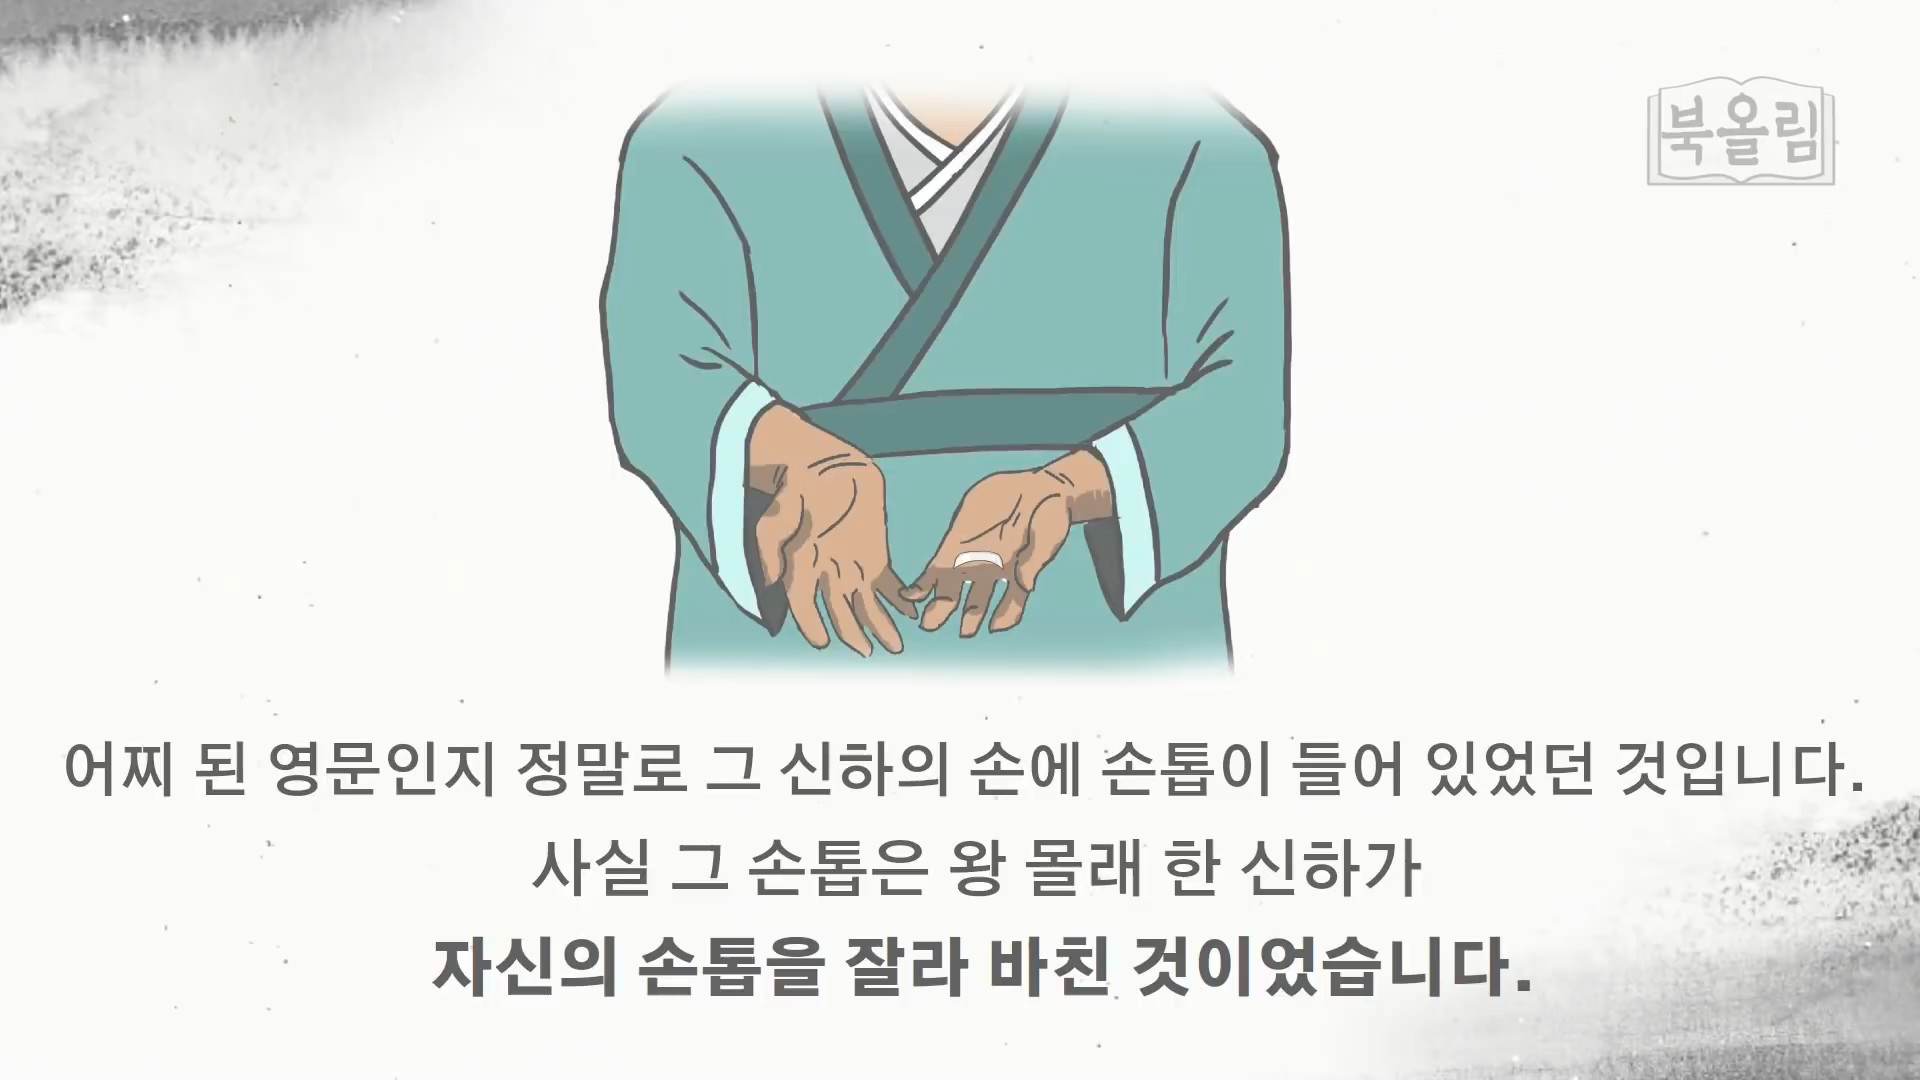 북올림
어찌 된 영문인지 정말로 그 신하의 손에 손톱이 들어 있었던 것입니다.
사실 그 손톱은 왕 몰래 한 신하가
자신의 손톱을 잘라 바친 것이었습니다.